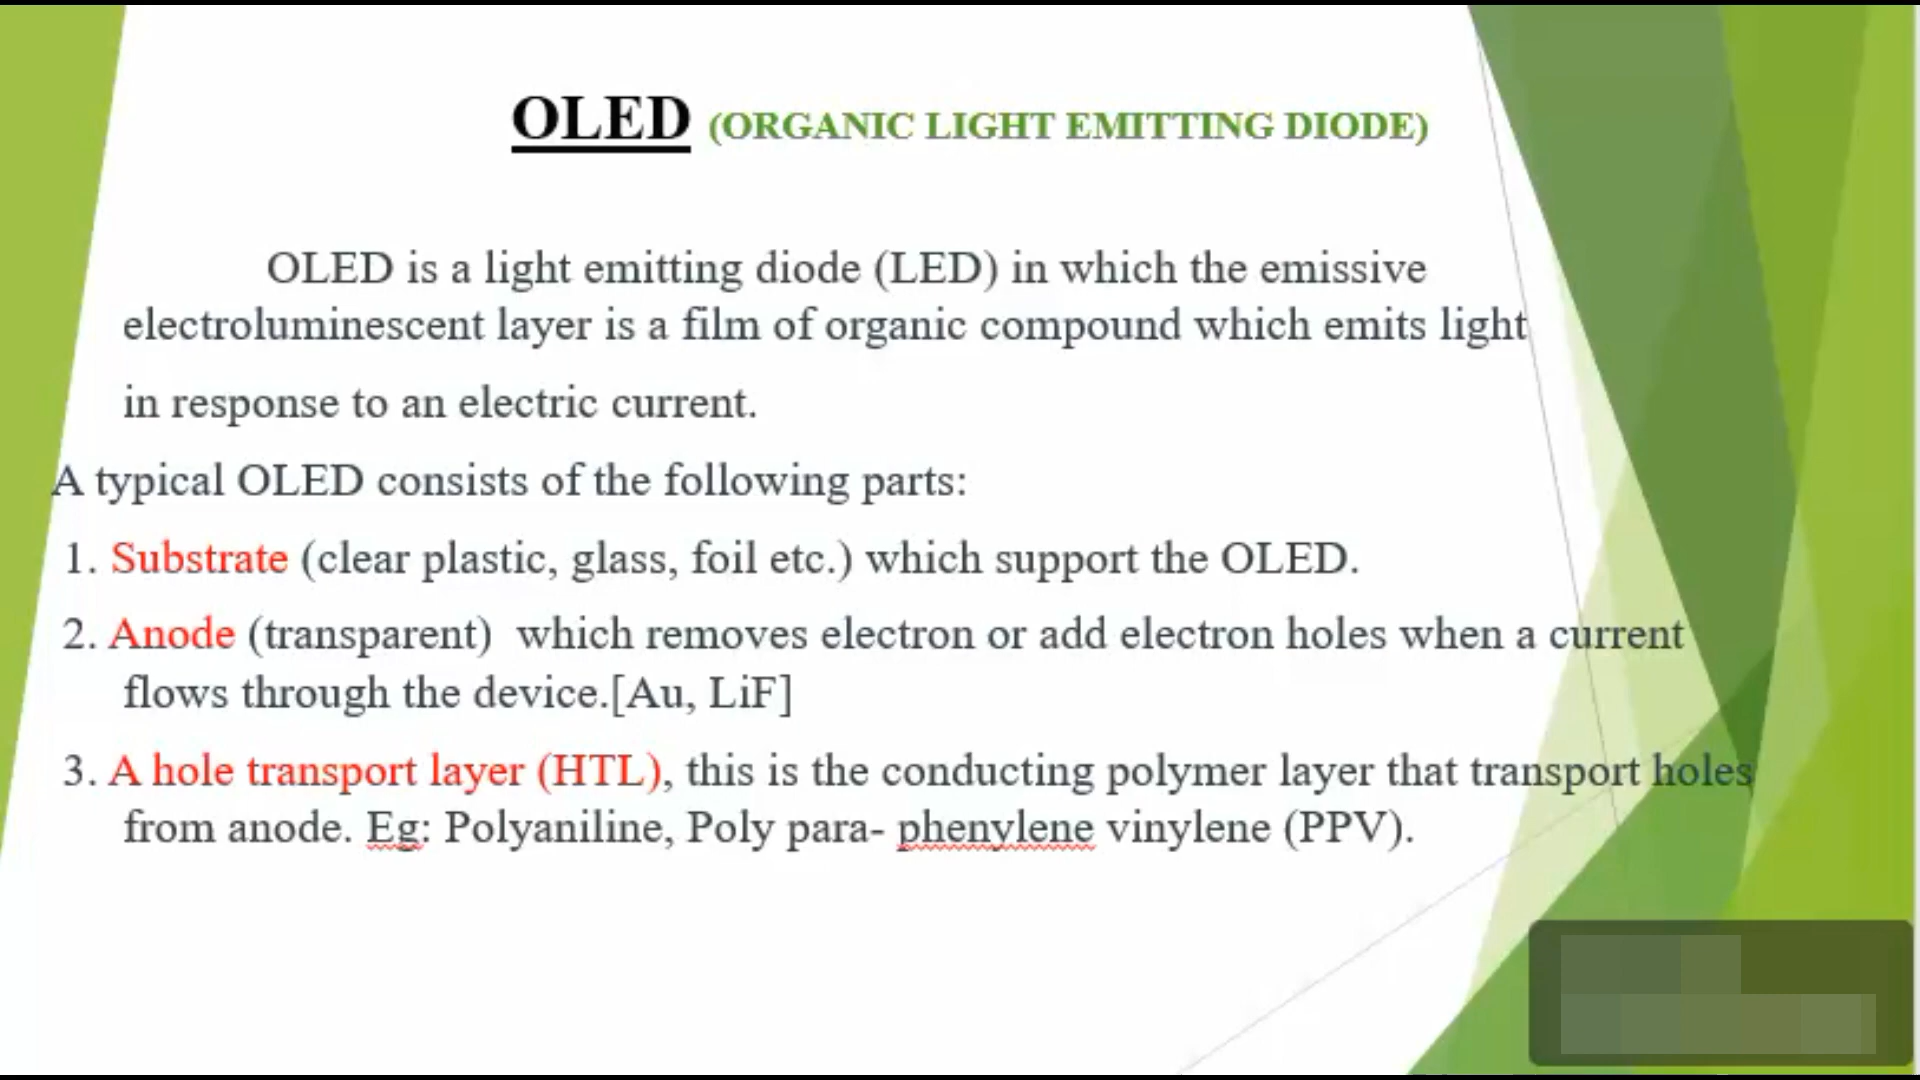 OLED (ORGANIC LIGHT EMITTING DIODE)
OLED is a light emitting diode (LED) in which the emissive
electroluminescent layer is a film of organic compound which emits light
in response to an electric current.
A typical OLED consists of the following parts:
1. Substrate (clear plastic, glass, foil etc.) which support the OLED.
2. Anode (transparent)  which removes electron or add electron holes when a current
flows through the device.[Au, LiF]
3. A hole transport layer (HTL), this is the conducting polymer layer that transport holes
from anode. Eg: Polyaniline, Poly para- phenylene vinylene (PPV).